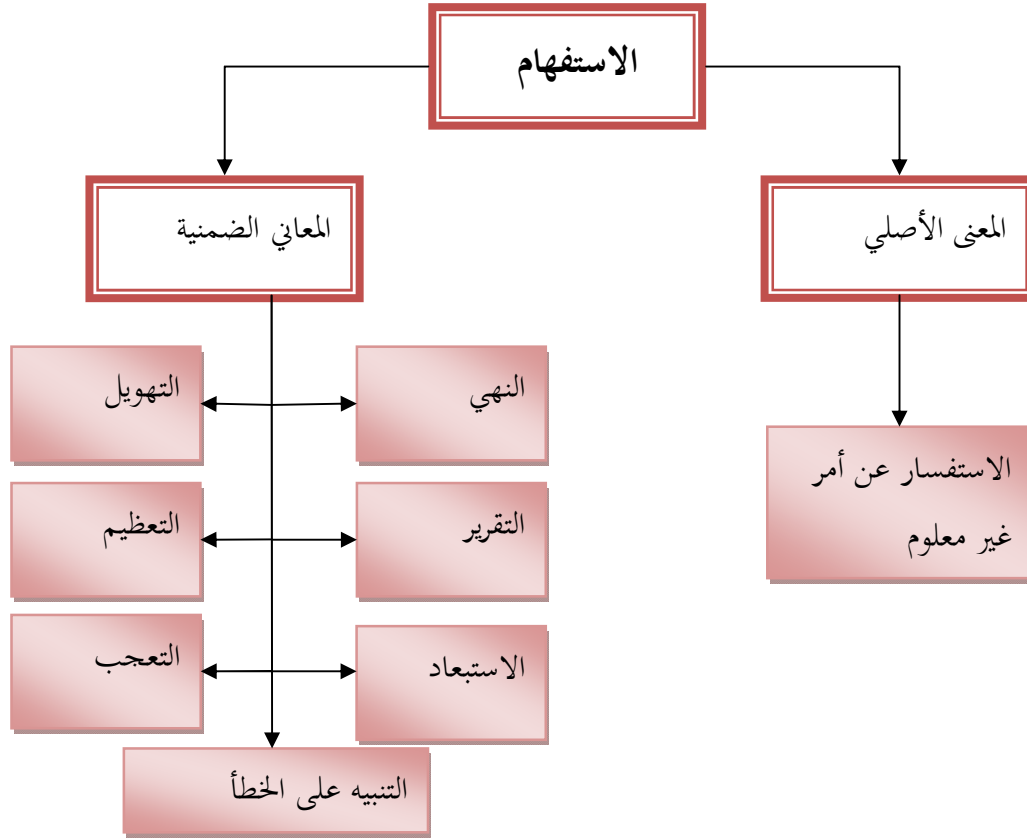 الاستفهام
المعنى الأصلي
المعاني الضمنية
الاستفسار عن أمر
غير معلوم
النهي
التهويل
التقرير
التعظيم
الاستبعاد
التعجب
التنبيه على الخطأ